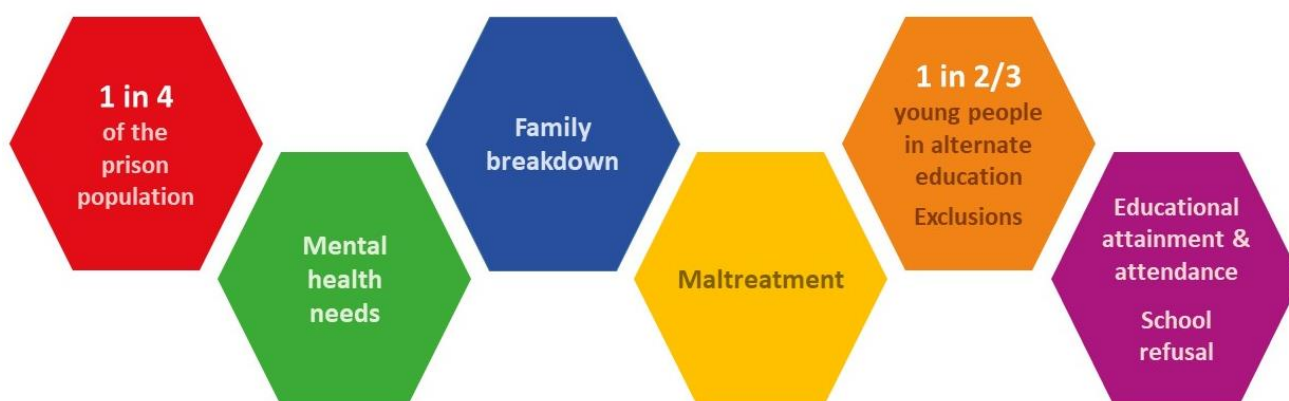 1 in 4
of the
prison
population
Mental
health
needs
Family
breakdown
Maltreatment
1 in 2/3
young people
in alternate
education
Exclusions
Educational
attainment &
attendance
School
refusal